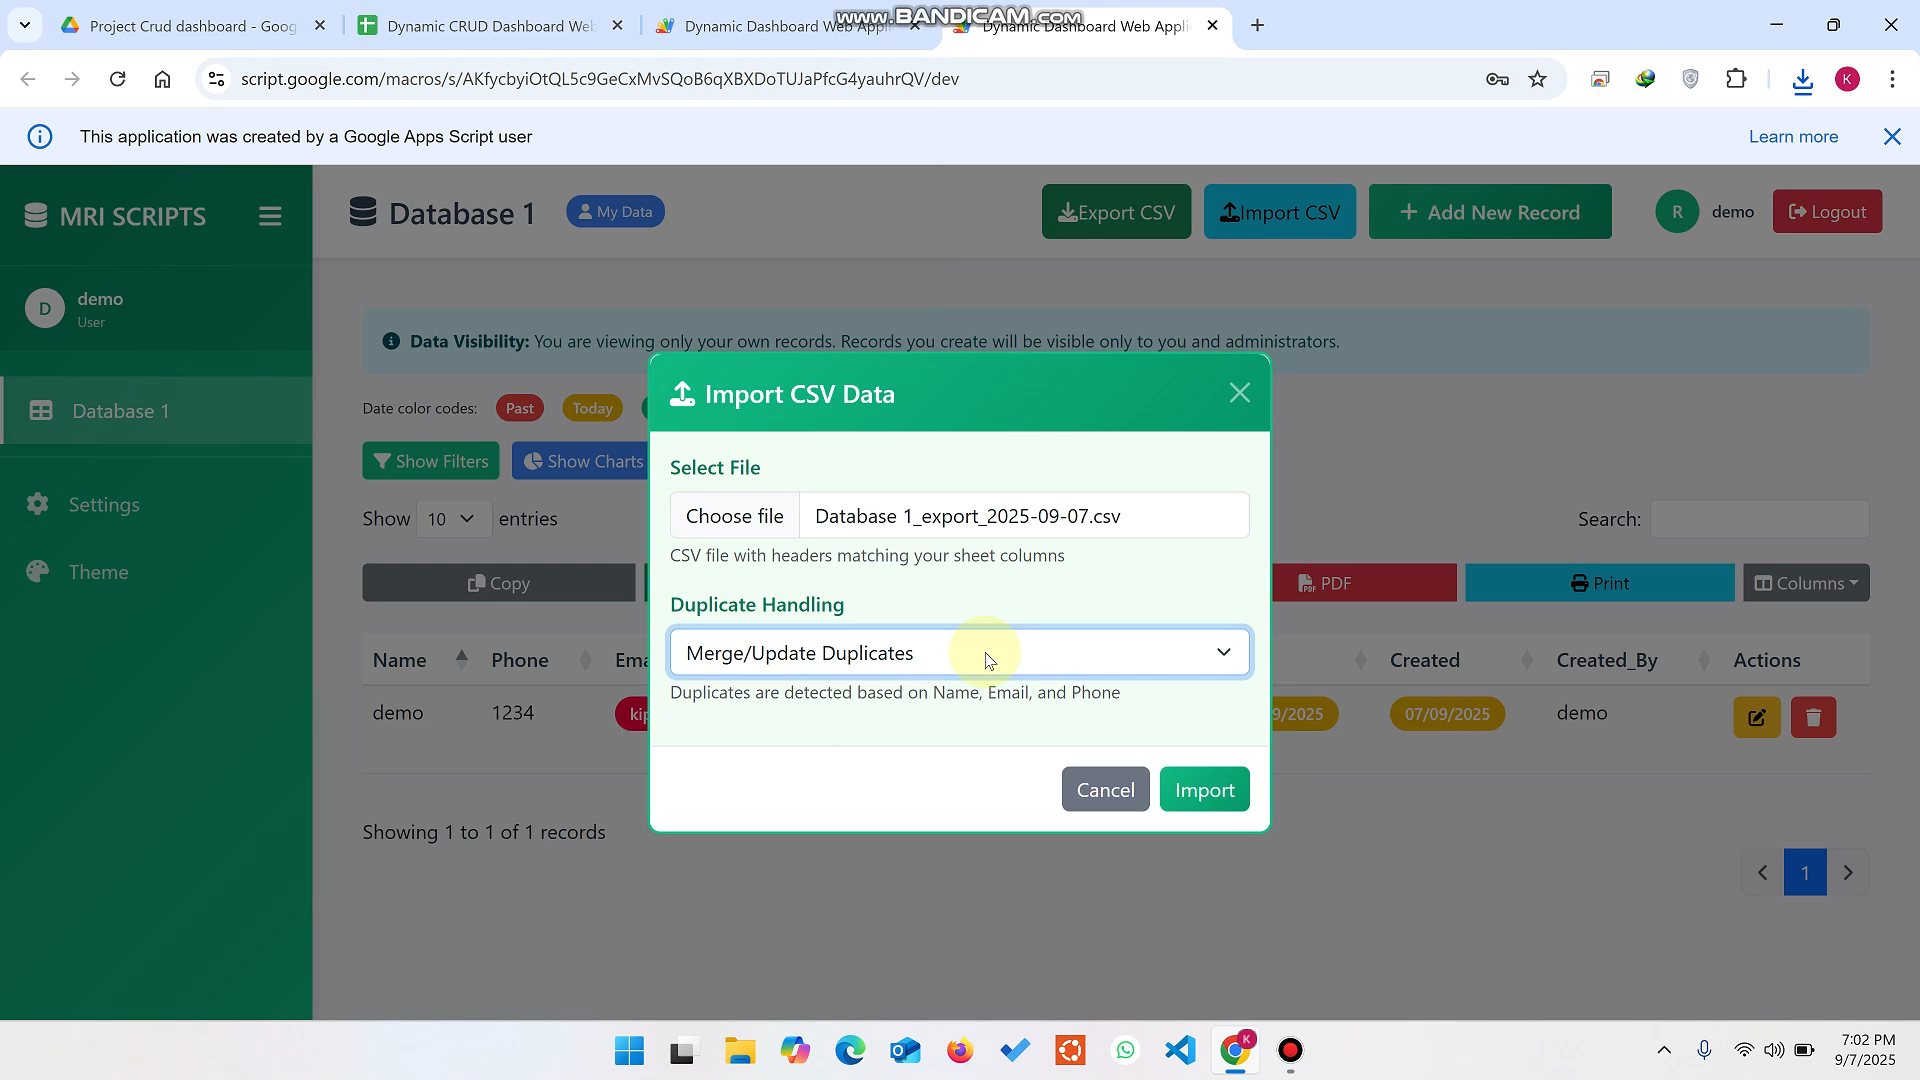 www.BANDICAM.com
Project Crud dashboard - Goog
Dynamic CRUD Dashboard Web
Dynamic Dashboard Web Appli
Dynamic Dashboard Web Appli
script.google.com/macros/s/AKfycbyiOtQL5c9GeCxMvSQoB6qXBXDoTUJaPfcG4yauhrQV/dev
K
This application was created by a Google Apps Script user
Learn more
MRI SCRIPTS
Database 1
My Data
Export CSV
Import CSV
+ Add New Record
R
demo
Logout
D
demo
User
Data Visibility: You are viewing only your own records. Records you create will be visible only to you and administrators.
Import CSV Data
Date color codes:
Past
Today
Database 1
Show Filters
Show Charts
Select File
Choose file
Database 1_export_2025-09-07.csv
CSV file with headers matching your sheet columns
Settings
Show
10
entries
Search:
Theme
Copy
PDF
Print
Columns
Duplicate Handling
Merge/Update Duplicates
Duplicates are detected based on Name, Email, and Phone
Name
Phone
Ema
Created
Created_By
Actions
demo
1234
kip
9/2025
07/09/2025
demo
Cancel
Import
Showing 1 to 1 of 1 records
1
K
7:02 PM
9/7/2025